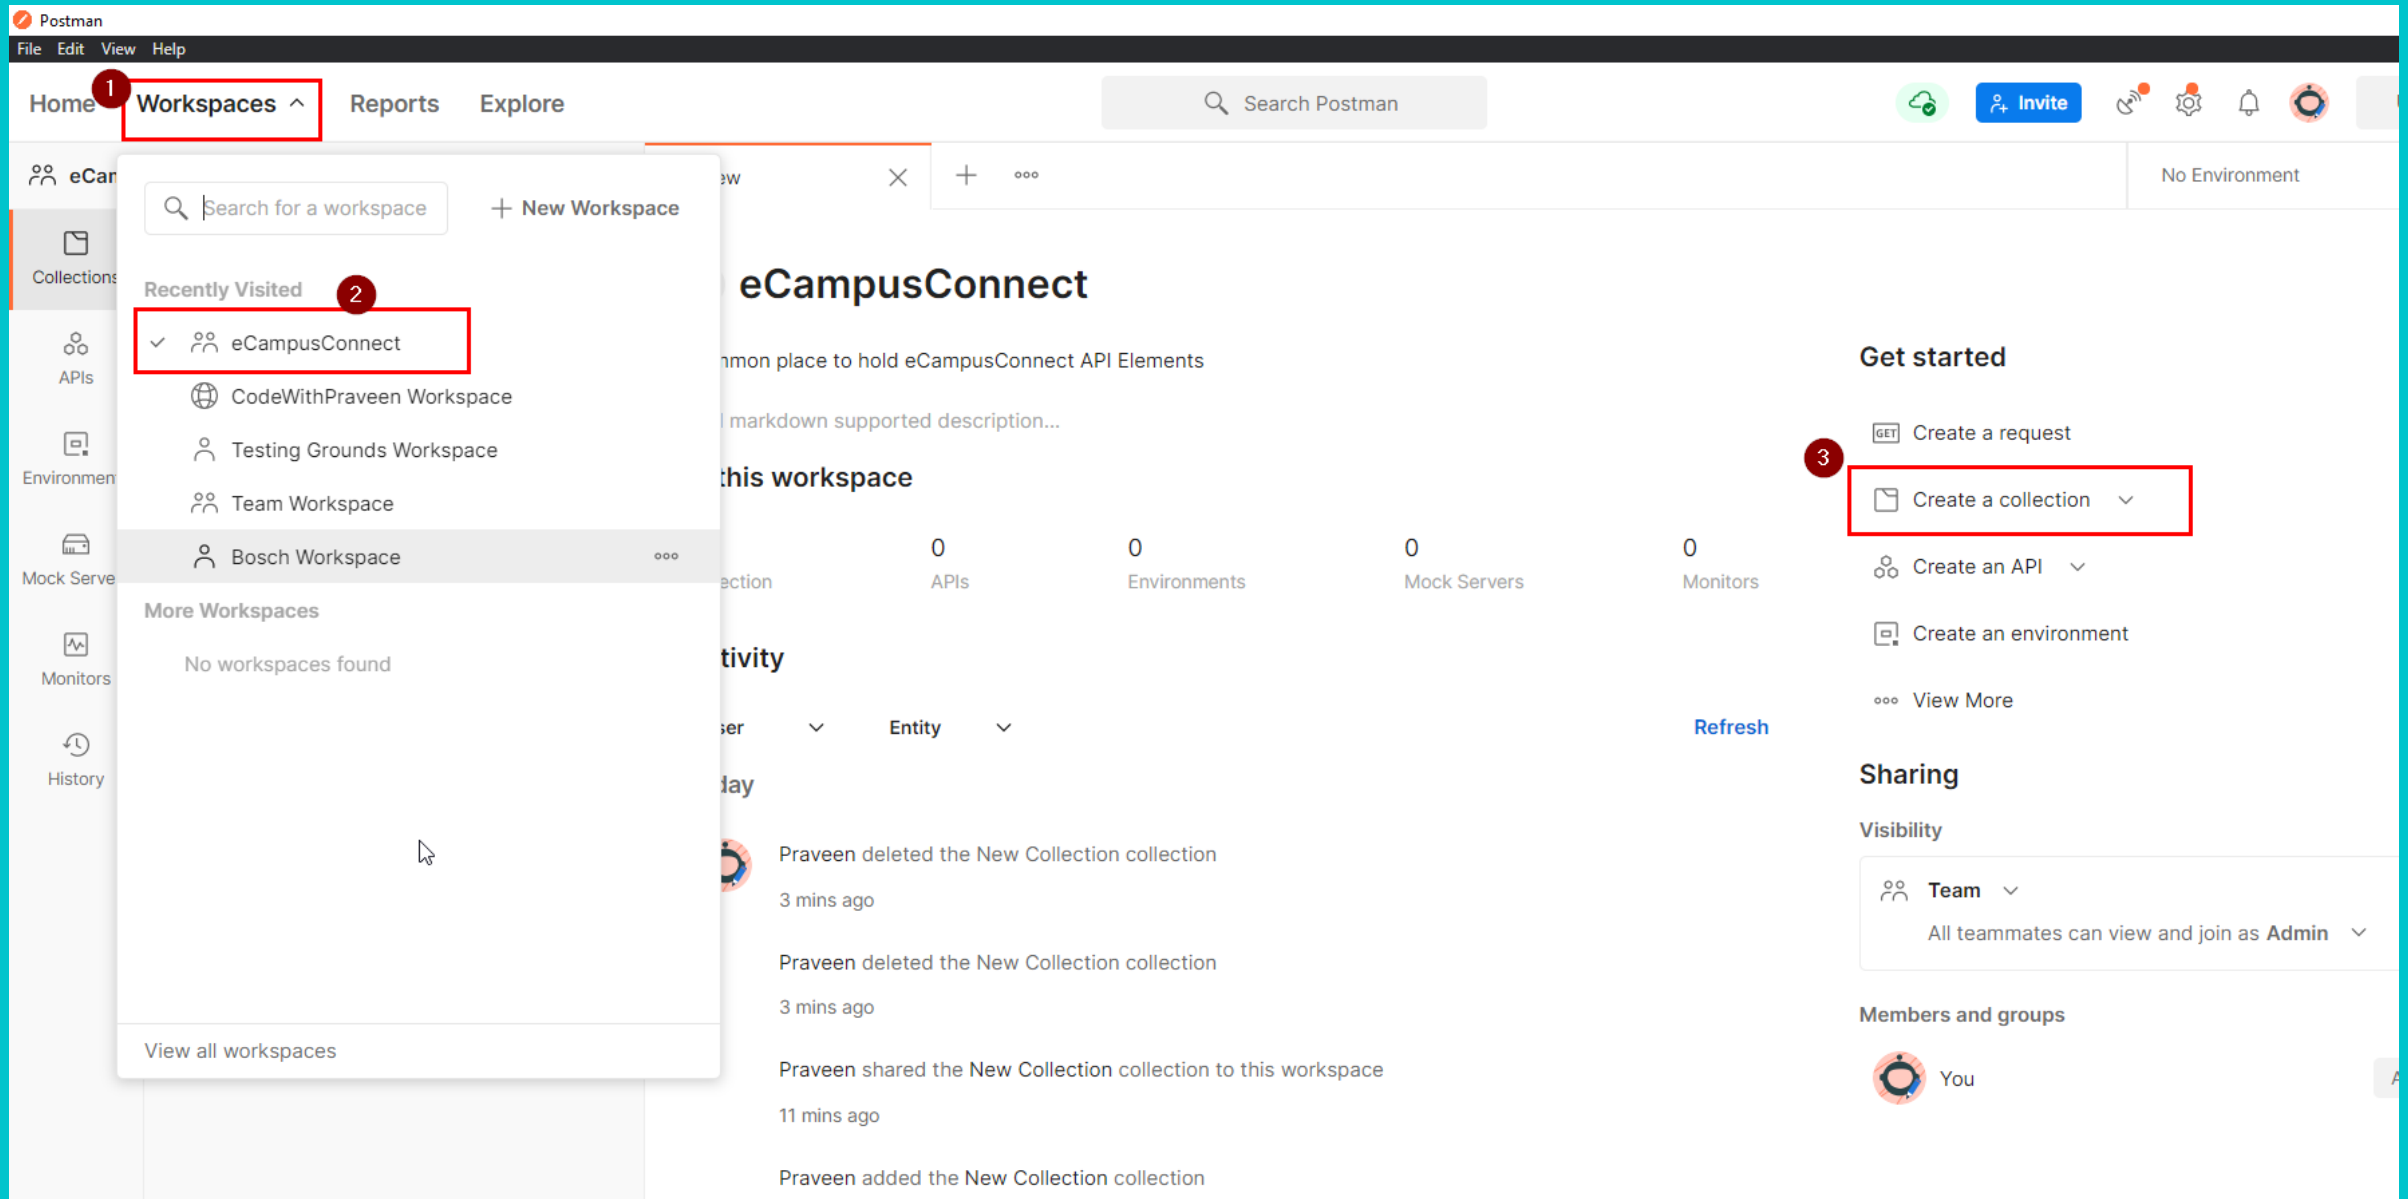 Postman
File Edit View Help
1
Home Workspaces Reports Explore
Search Postman
Invite
eCam
Search for a workspace
New Workspace
ew
No Environment
Collections
Recently Visited
2
eCampusConnect
CodeWithPraveen Workspace
Testing Grounds Workspace
Team Workspace
Bosch Workspace
More Workspaces
No workspaces found
View all workspaces
APIs
Environmen
Mock Serve
Monitors
History
eCampusConnect
mmon place to hold eCampusConnect API Elements
markdown supported description...
this workspace
0 0 0 0
ection APIs Environments Mock Servers Monitors
tivity
ser Entity Refresh
day
Praveen deleted the New Collection collection
3 mins ago
Praveen deleted the New Collection collection
3 mins ago
Praveen shared the New Collection collection to this workspace
11 mins ago
Praveen added the New Collection collection
Get started
GET Create a request
3
Create a collection
Create an API
Create an environment
View More
Sharing
Visibility
Team
All teammates can view and join as Admin
Members and groups
You